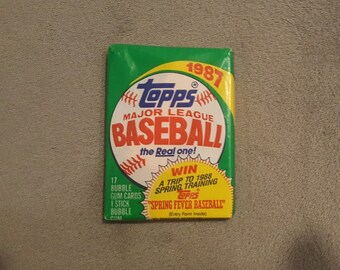 1987
Topps®
MAJOR LEAGUE
BASEBALL
the Real one!
17
BUBBLE
GUM CARDS
1 STICK
BUBBLE
GUM
WIN
A TRIP TO 1988
SPRING TRAINING
Topps
"SPRING FEVER BASEBALL"
(Entry Form Inside)